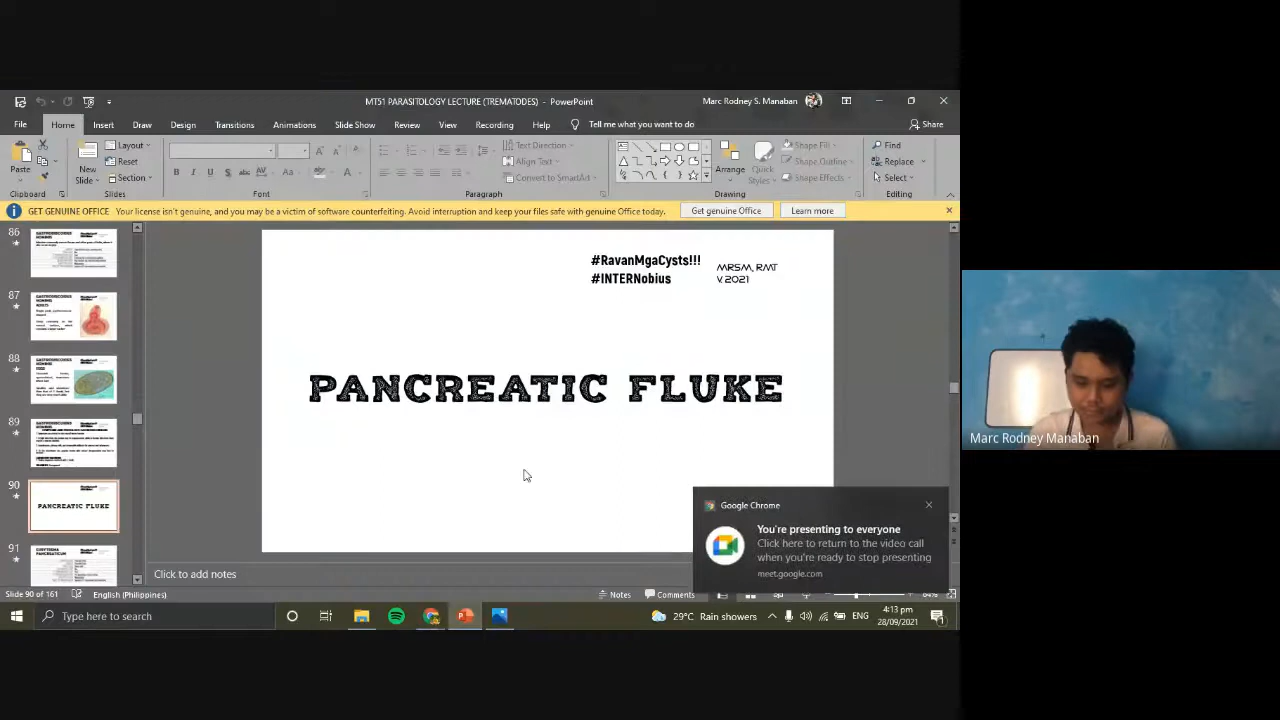 MT51 PARASITOLOGY LECTURE (TREMATODES) - PowerPoint
Marc Rodney S. Manaban
File Home Insert Draw Design Transitions Animations Slide Show Review View Recording Help Tell me what you want to do Share
Paste
New Slide
Layout
Reset
Section
Text Direction
Align Text
Convert to SmartArt
Arrange
Quick Styles
Shape Fill
Shape Outline
Shape Effects
Find
Replace
Select
Clipboard Slides Font Paragraph Drawing Editing
GET GENUINE OFFICE Your license isn't genuine, and you may be a victim of software counterfeiting. Avoid interruption and keep your files safe with genuine Office today. Get genuine Office Learn more
86
87
88
89
90
PANCREATIC FLUKE
91
#RavanMgaCysts!!!
#INTERNobius
MRSM, RMT
V. 2021
PANCREATIC FLUKE
Google Chrome
You're presenting to everyone
Click here to return to the video call
when you're ready to stop presenting
meet.google.com
Marc Rodney Manaban
Click to add notes
Slide 90 of 161 English (Philippines) Notes Comments
Type here to search
29°C Rain showers
ENG
4:13 pm
28/09/2021